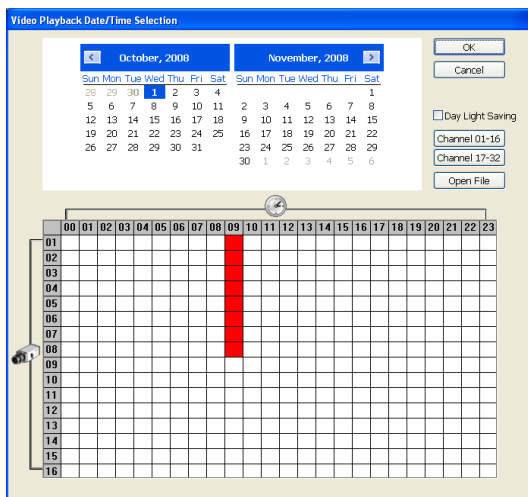 Video Playback Date/Time Selection
October, 2008
Sun Mon Tue Wed Thu Fri Sat
28 29 30 1 2 3 4
5 6 7 8 9 10 11
12 13 14 15 16 17 18
19 20 21 22 23 24 25
26 27 28 29 30 31
November, 2008
Sun Mon Tue Wed Thu Fri Sat
1
2 3 4 5 6 7 8
9 10 11 12 13 14 15
16 17 18 19 20 21 22
23 24 25 26 27 28 29
30 1 2 3 4 5 6
OK
Cancel
Day Light Saving
Channel 01-16
Channel 17-32
Open File
00 01 02 03 04 05 06 07 08 09 10 11 12 13 14 15 16 17 18 19 20 21 22 23
01
02
03
04
05
06
07
08
09
10
11
12
13
14
15
16